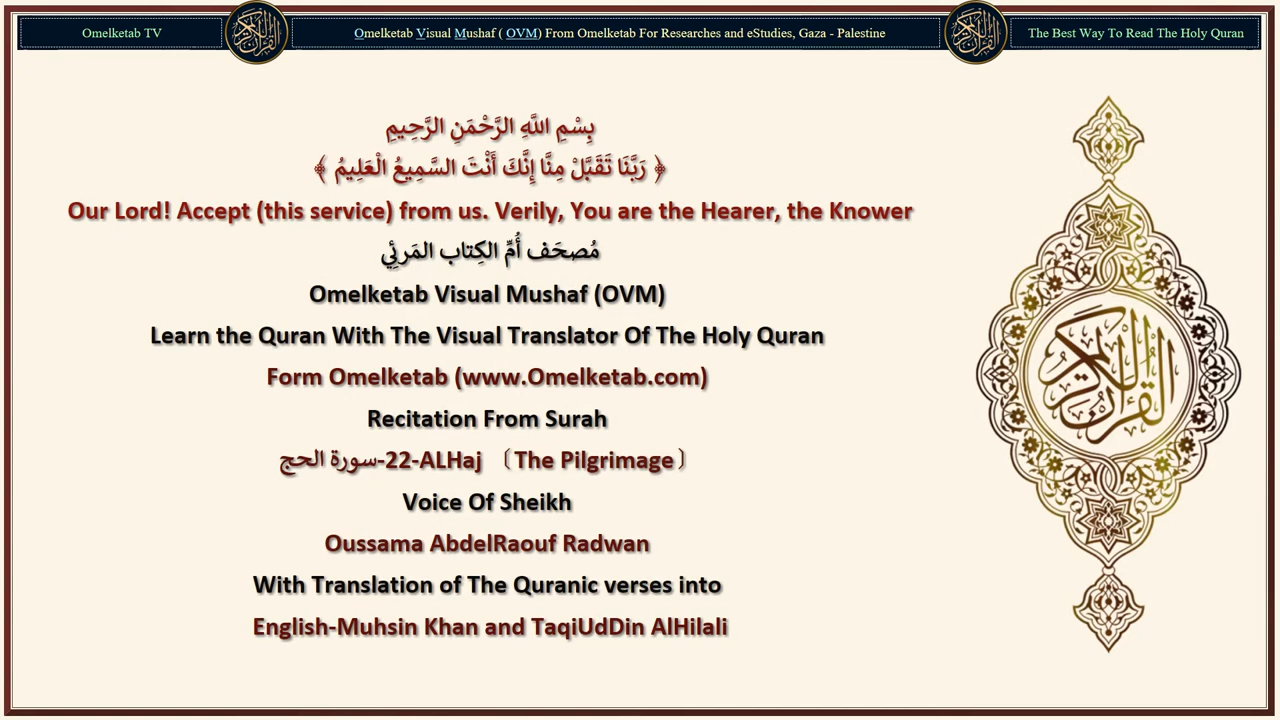 Omelketab TV
Omelketab Visual Mushaf ( OVM) From Omelketab For Researches and eStudies, Gaza - Palestine
The Best Way To Read The Holy Quran
بِسْمِ اللَّهِ الرَّحْمَنِ الرَّحِيمِ
﴿ رَبَّنَا تَقَبَّلْ مِنَّا إِنَّكَ أَنْتَ السَّمِيعُ الْعَلِيمُ ﴾
Our Lord! Accept (this service) from us. Verily, You are the Hearer, the Knower
مُصحَف أُمِّ الكِتاب المَرئِي
Omelketab Visual Mushaf (OVM)
Learn the Quran With The Visual Translator Of The Holy Quran
Form Omelketab (www.Omelketab.com)
Recitation From Surah
سورة الحج-22-ALHaj 〔The Pilgrimage〕
Voice Of Sheikh
Oussama AbdelRaouf Radwan
With Translation of The Quranic verses into
English-Muhsin Khan and TaqiUdDin AlHilali
القرآن الكريم